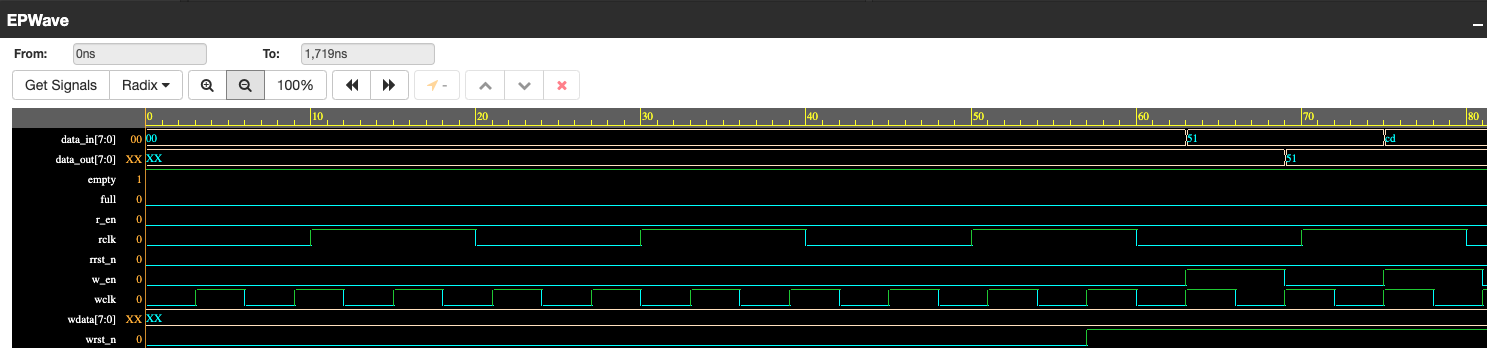 EPWave
From: 0ns To: 1,719ns
Get Signals Radix 100% -
0 10 20 30 40 50 60 70 80
data_in[7:0] 00 00 51 cd
data_out[7:0] XX XX 51
empty 1
full 0
r_en 0
rclk 0
rrst_n 0
w_en 0
wclk 0
wdata[7:0] XX XX
wrst_n 0